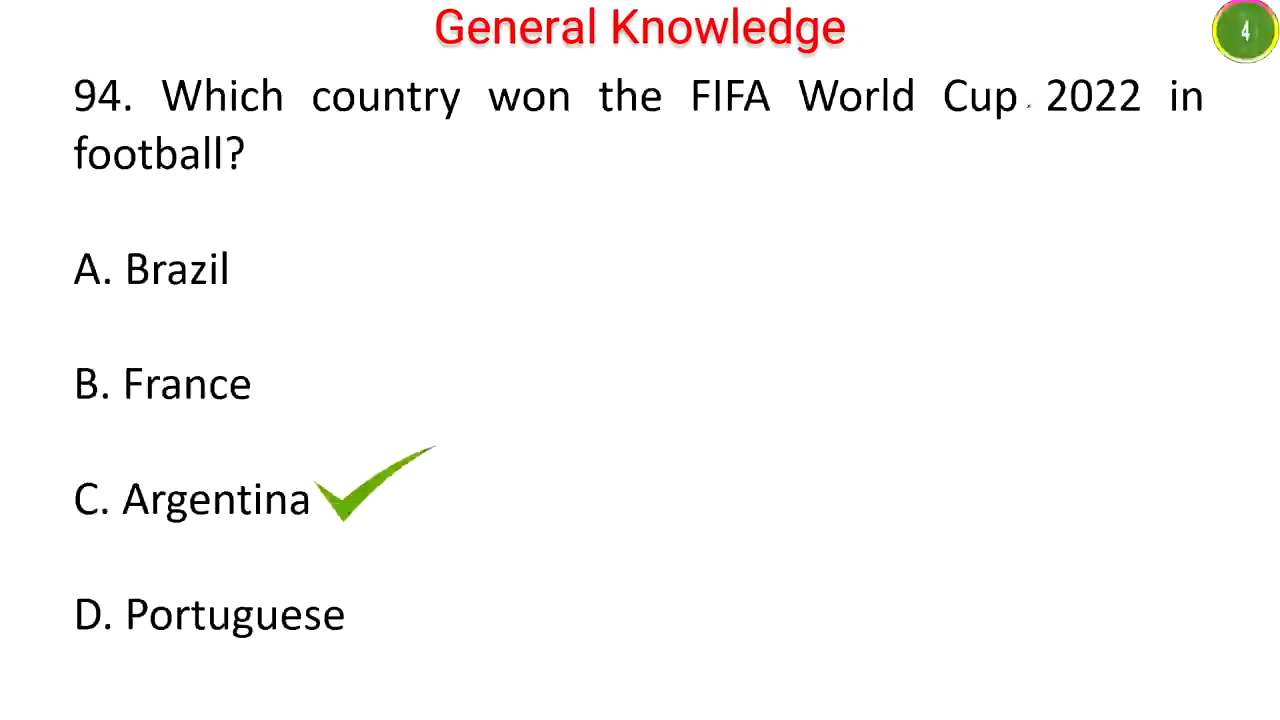 General Knowledge
4
94. Which country won the FIFA World Cup 2022 in
football?
A. Brazil
B. France
C. Argentina
D. Portuguese